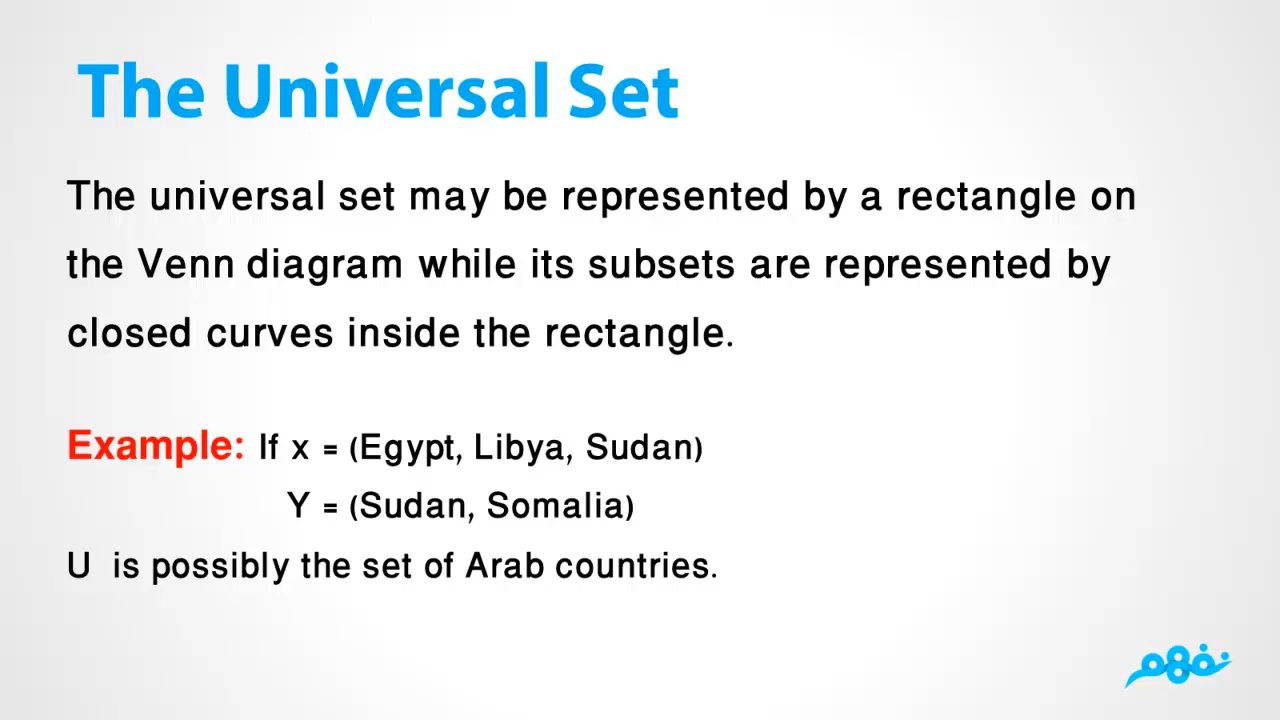 The Universal Set
The universal set may be represented by a rectangle on
the Venn diagram while its subsets are represented by
closed curves inside the rectangle.
Example: If x = (Egypt, Libya, Sudan)
Y = (Sudan, Somalia)
U is possibly the set of Arab countries.
نفهم